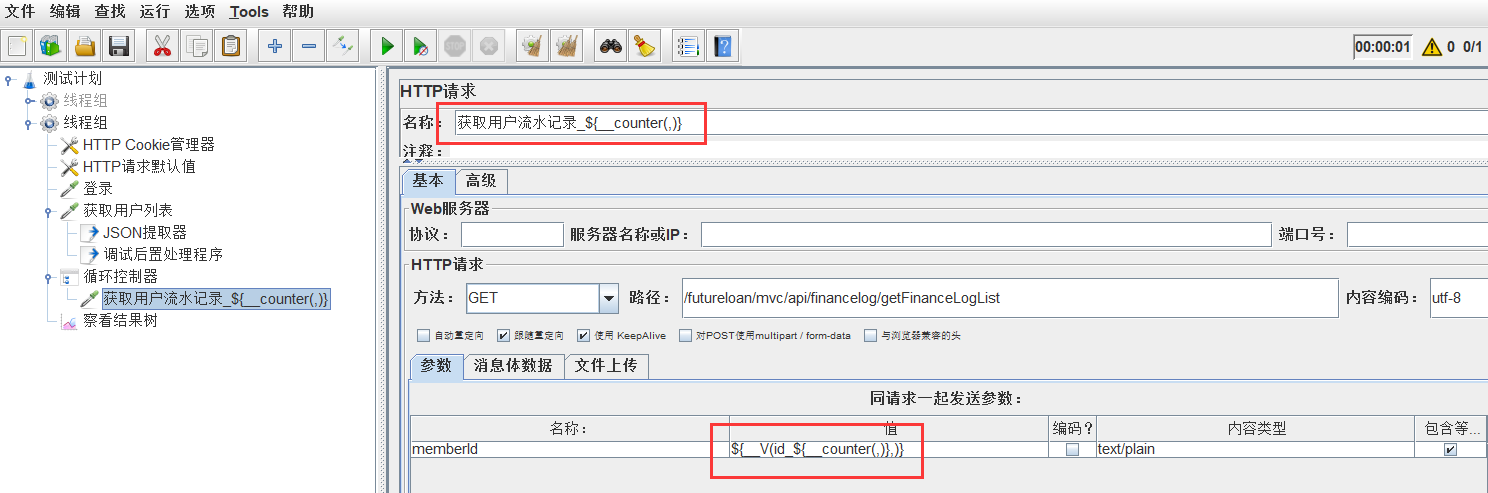 文件 编辑 查找 运行 选项 Tools 帮助
00:00:01 0 0/1
测试计划
线程组
线程组
HTTP Cookie管理器
HTTP请求默认值
登录
获取用户列表
JSON提取器
调试后置处理程序
循环控制器
获取用户流水记录_${__counter(,)}
察看结果树
HTTP请求
名称： 获取用户流水记录_${__counter(,)}
注释：
基本 高级
Web服务器
协议： 服务器名称或IP： 端口号：
HTTP请求
方法： GET 路径： /futureloan/mvc/api/financelog/getFinanceLogList 内容编码： utf-8
自动重定向 跟随重定向 使用 KeepAlive 对POST使用multipart / form-data 与浏览器兼容的头
参数 消息体数据 文件上传
同请求一起发送参数：
名称： 值 编码？ 内容类型 包含等...
memberId ${__V(id_${__counter(,)},)} text/plain